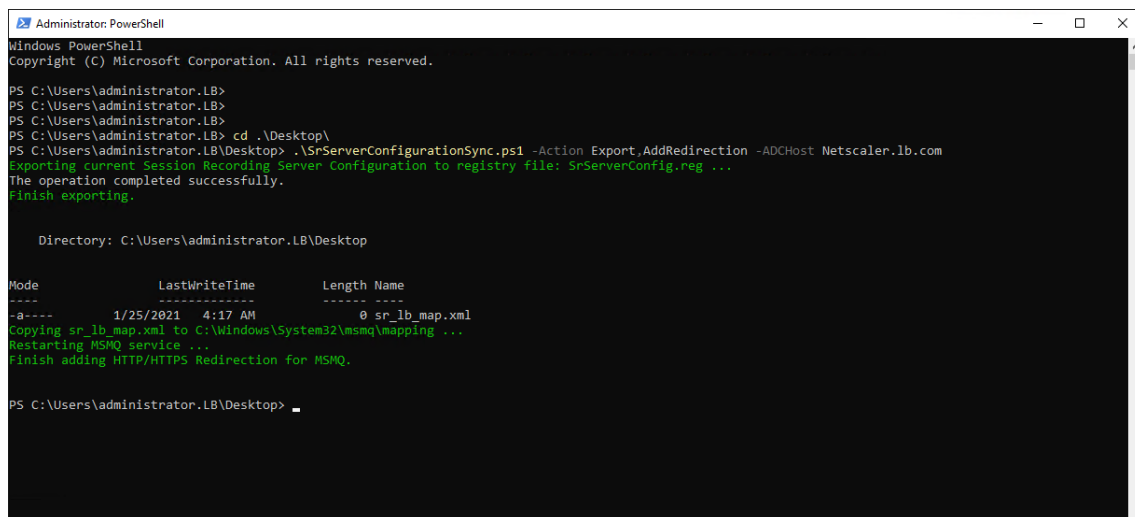 Administrator: PowerShell
Windows PowerShell
Copyright (C) Microsoft Corporation. All rights reserved.
PS C:\Users\administrator.LB>
PS C:\Users\administrator.LB>
PS C:\Users\administrator.LB>
PS C:\Users\administrator.LB> cd .\Desktop\
PS C:\Users\administrator.LB\Desktop> .\SrServerConfigurationSync.ps1 -Action Export,AddRedirection -ADCHost Netscaler.lb.com
Exporting current Session Recording Server Configuration to registry file: SrServerConfig.reg ...
The operation completed successfully.
Finish exporting.
Directory: C:\Users\administrator.LB\Desktop
Mode LastWriteTime Length Name
---- ------------- ------ ----
-a---- 1/25/2021 4:17 AM 0 sr_lb_map.xml
Copying sr_lb_map.xml to C:\Windows\System32\msmq\mapping ...
Restarting MSMQ service ...
Finish adding HTTP/HTTPS Redirection for MSMQ.
PS C:\Users\administrator.LB\Desktop>